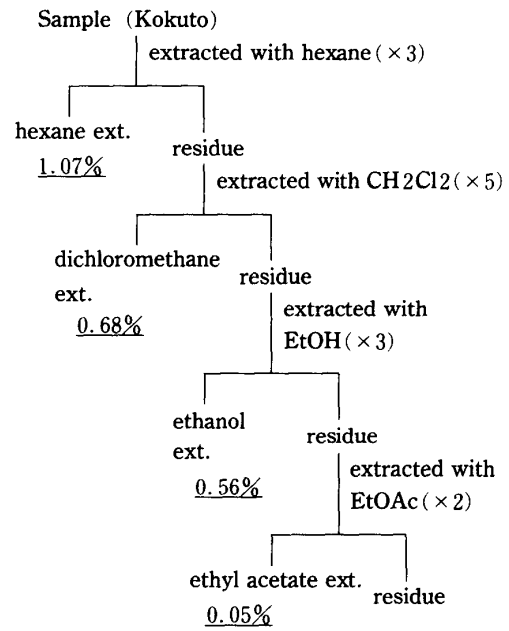 Sample (Kokuto)
extracted with hexane (×3)
hexane ext.
1.07%
residue
extracted with CH2Cl2 (×5)
dichloromethane
ext.
0.68%
residue
extracted with
EtOH (×3)
ethanol
ext.
0.56%
residue
extracted with
EtOAc (×2)
ethyl acetate ext.
0.05%
residue